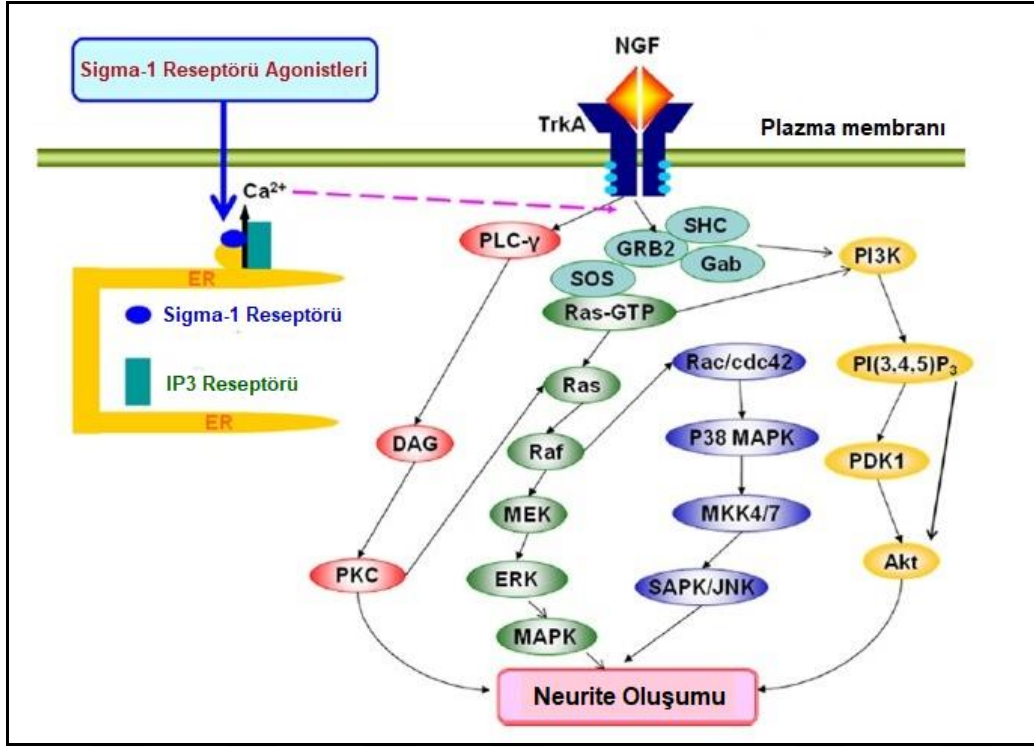 NGF
Sigma-1 Reseptörü Agonistleri
TrkA
Plazma membranı
Ca²⁺
PLC-γ
SHC
GRB2
Gab
PI3K
SOS
Ras-GTP
ER
Sigma-1 Reseptörü
IP3 Reseptörü
ER
Rac/cdc42
PI(3,4,5)P₃
Ras
DAG
Raf
P38 MAPK
PDK1
MEK
MKK4/7
PKC
ERK
SAPK/JNK
Akt
MAPK
Neurite Oluşumu